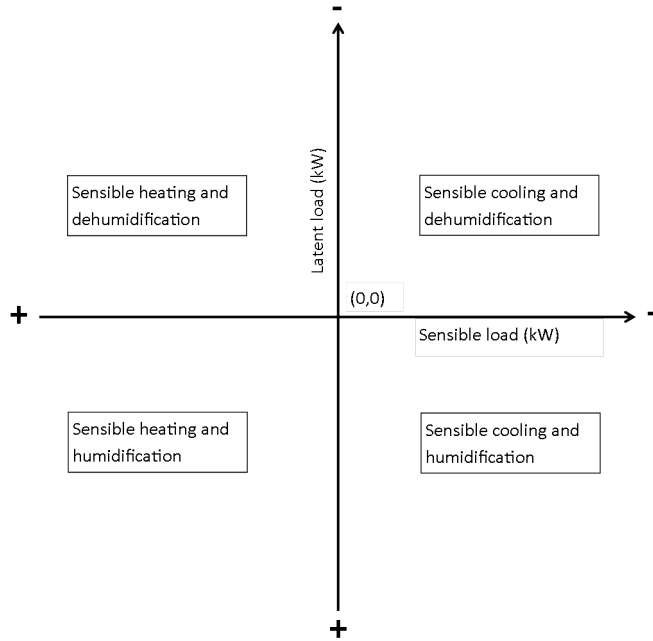 -
Latent load (kW)
Sensible heating and
dehumidification
Sensible cooling and
dehumidification
(0,0)
+
-
Sensible load (kW)
Sensible heating and
humidification
Sensible cooling and
humidification
+